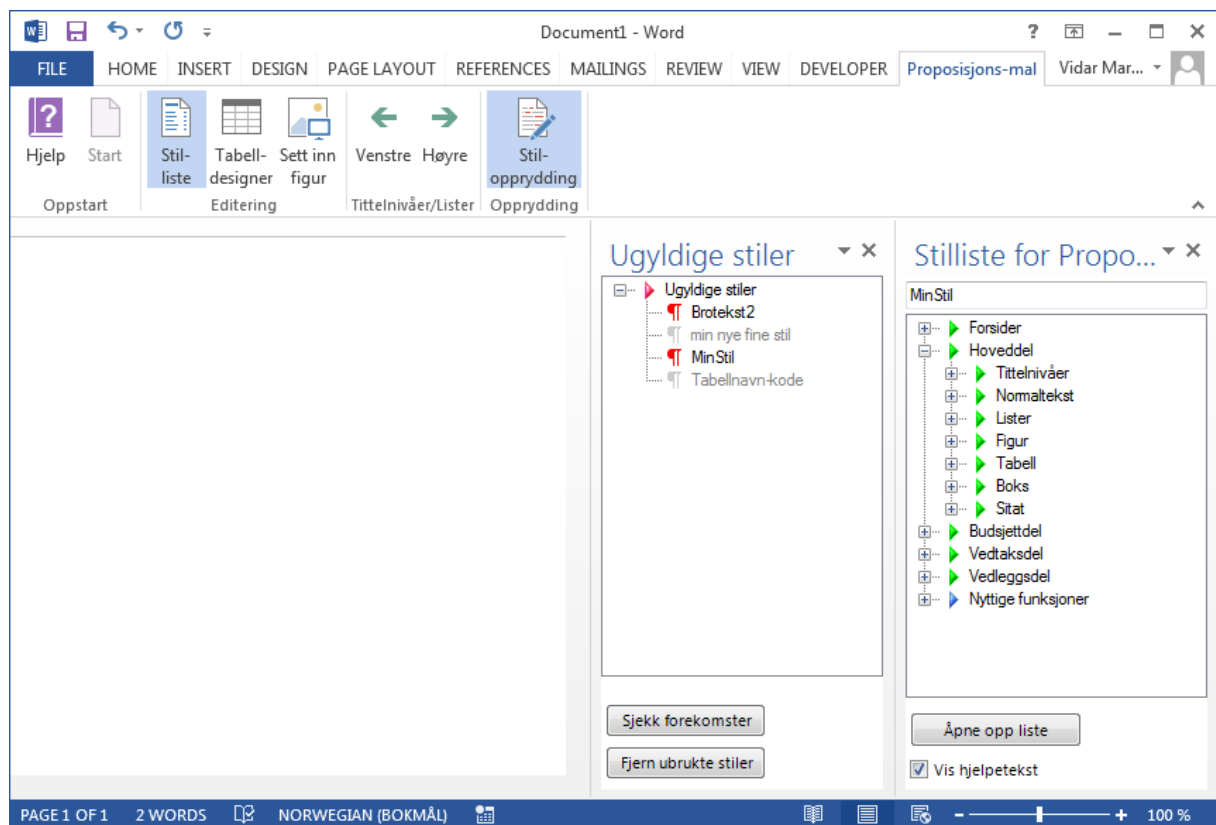 Document1 - Word
FILE HOME INSERT DESIGN PAGE LAYOUT REFERENCES MAILINGS REVIEW VIEW DEVELOPER Proposisjons-mal Vidar Mar...
Hjelp
Start
Stil-
liste
Tabell-
designer
Sett inn
figur
Venstre
Høyre
Stil-
opprydding
Oppstart
Editering
Tittelnivåer/Lister
Opprydding
Ugyldige stiler
Ugyldige stiler
Brotekst2
min nye fine stil
MinStil
Tabellnavn-kode
Sjekk forekomster
Fjern ubrukte stiler
Stilliste for Propo...
MinStil
Forsider
Hoveddel
Tittelnivåer
Normaltekst
Lister
Figur
Tabell
Boks
Sitat
Budsjettdel
Vedtaksdel
Vedleggsdel
Nyttige funksjoner
Åpne opp liste
Vis hjelpetekst
PAGE 1 OF 1 2 WORDS NORWEGIAN (BOKMÅL) 100 %